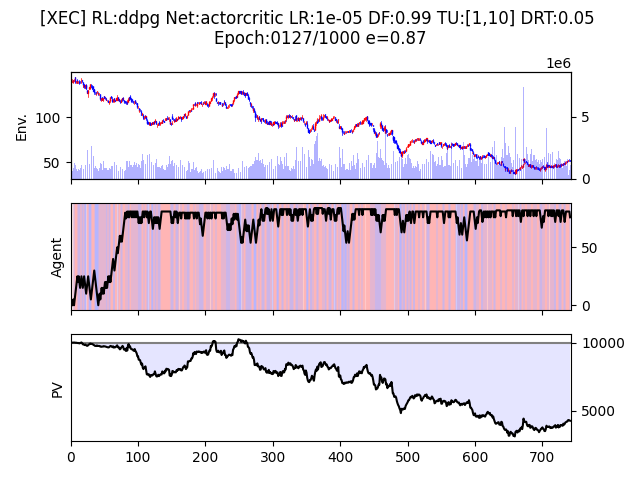 [XEC] RL:ddpg Net:actorcritic LR:1e-05 DF:0.99 TU:[1,10] DRT:0.05
Epoch:0127/1000 e=0.87
1e6
Env.
100
50
5
0
Agent
50
0
PV
10000
5000
0 100 200 300 400 500 600 700